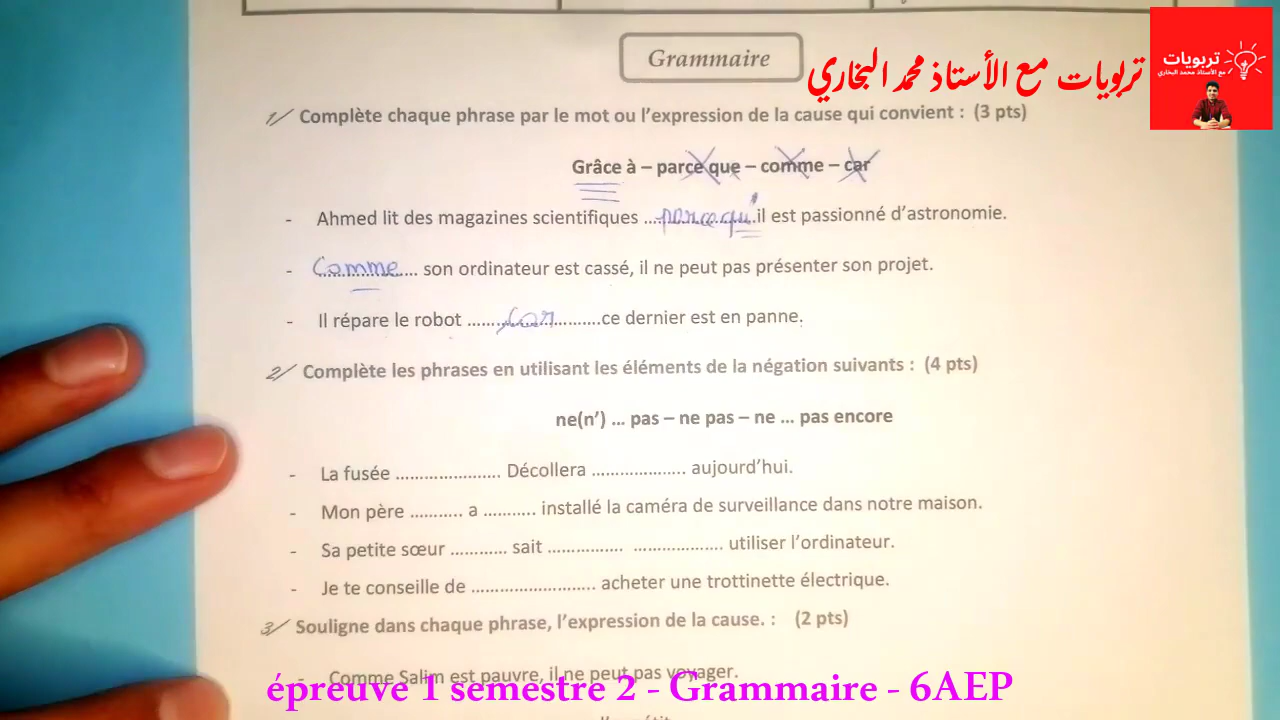 Grammaire
تربويات مع الأستاذ محمد البخاري
تربويات
مع الأستاذ محمد البخاري
1/ Complète chaque phrase par le mot ou l'expression de la cause qui convient : (3 pts)
Grâce à – parce que – comme – car
- Ahmed lit des magazines scientifiques ...parce qu'...il est passionné d'astronomie.
- ...Comme... son ordinateur est cassé, il ne peut pas présenter son projet.
- Il répare le robot .......Car...........ce dernier est en panne.
2/ Complète les phrases en utilisant les éléments de la négation suivants : (4 pts)
ne(n') ... pas – ne pas – ne ... pas encore
- La fusée ...................... Décollera .................... aujourd'hui.
- Mon père ........... a ........... installé la caméra de surveillance dans notre maison.
- Sa petite sœur ............ sait ................ ................... utiliser l'ordinateur.
- Je te conseille de .......................... acheter une trottinette électrique.
3/ Souligne dans chaque phrase, l'expression de la cause. : (2 pts)
- Comme Salim est pauvre, il ne peut pas voyager.
épreuve 1 semestre 2 - Grammaire - 6AEP